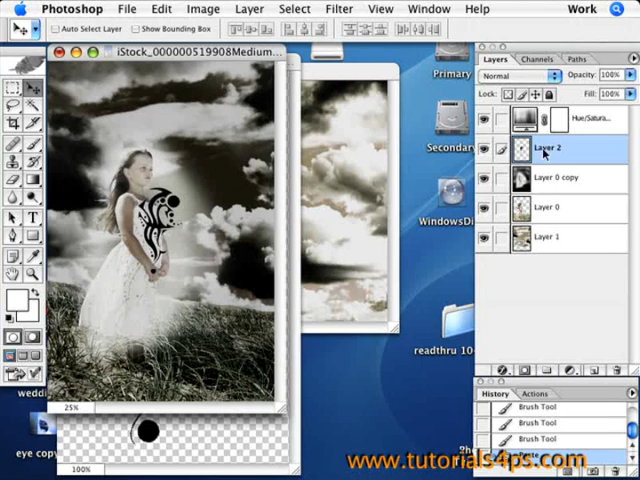 Photoshop File Edit Image Layer Select Filter View Window Help Work
Auto Select Layer Show Bounding Box
iStock_000000519908Medium...
Layers Channels Paths
Normal Opacity: 100%
Lock: Fill: 100%
Hue/Satura...
Layer 2
Layer 0 copy
Layer 0
Layer 1
Primary
Secondary
WindowsDi
readthru 10-
History Actions
Brush Tool
Brush Tool
Brush Tool
25%
weddi
eye copy
100%
www.tutorials4ps.com